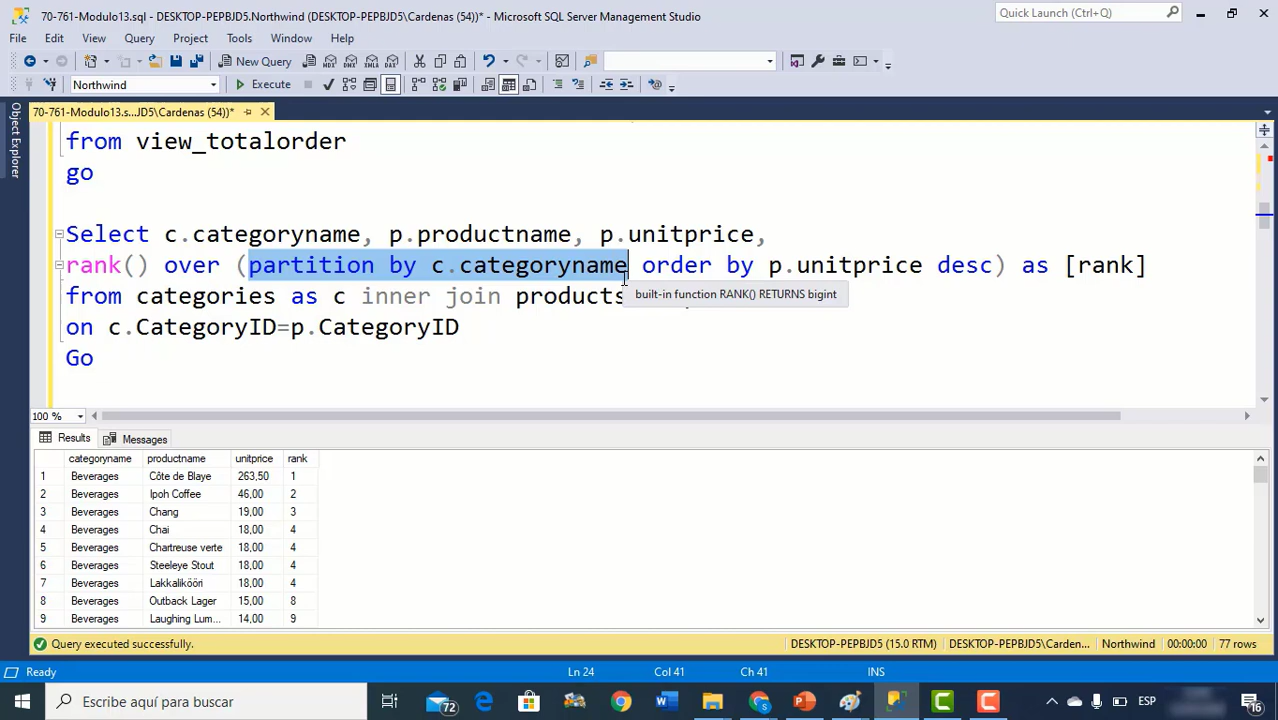 70-761-Modulo13.sql - DESKTOP-PEPBJD5.Northwind (DESKTOP-PEPBJD5\Cardenas (54))* - Microsoft SQL Server Management Studio
Quick Launch (Ctrl+Q)
File Edit View Query Project Tools Window Help
New Query
Northwind
Execute
70-761-Modulo13.s...JD5\Cardenas (54))*
Object Explorer
from view_totalorder
go
Select c.categoryname, p.productname, p.unitprice,
rank() over (partition by c.categoryname order by p.unitprice desc) as [rank]
from categories as c inner join products
built-in function RANK() RETURNS bigint
on c.CategoryID=p.CategoryID
Go
100 %
Results Messages
categoryname productname unitprice rank
1 Beverages Côte de Blaye 263,50 1
2 Beverages Ipoh Coffee 46,00 2
3 Beverages Chang 19,00 3
4 Beverages Chai 18,00 4
5 Beverages Chartreuse verte 18,00 4
6 Beverages Steeleye Stout 18,00 4
7 Beverages Lakkalikööri 18,00 4
8 Beverages Outback Lager 15,00 8
9 Beverages Laughing Lum... 14,00 9
Query executed successfully. DESKTOP-PEPBJD5 (15.0 RTM) DESKTOP-PEPBJD5\Carden... Northwind 00:00:00 77 rows
Ready Ln 24 Col 41 Ch 41 INS
Escribe aquí para buscar
72
ESP
16